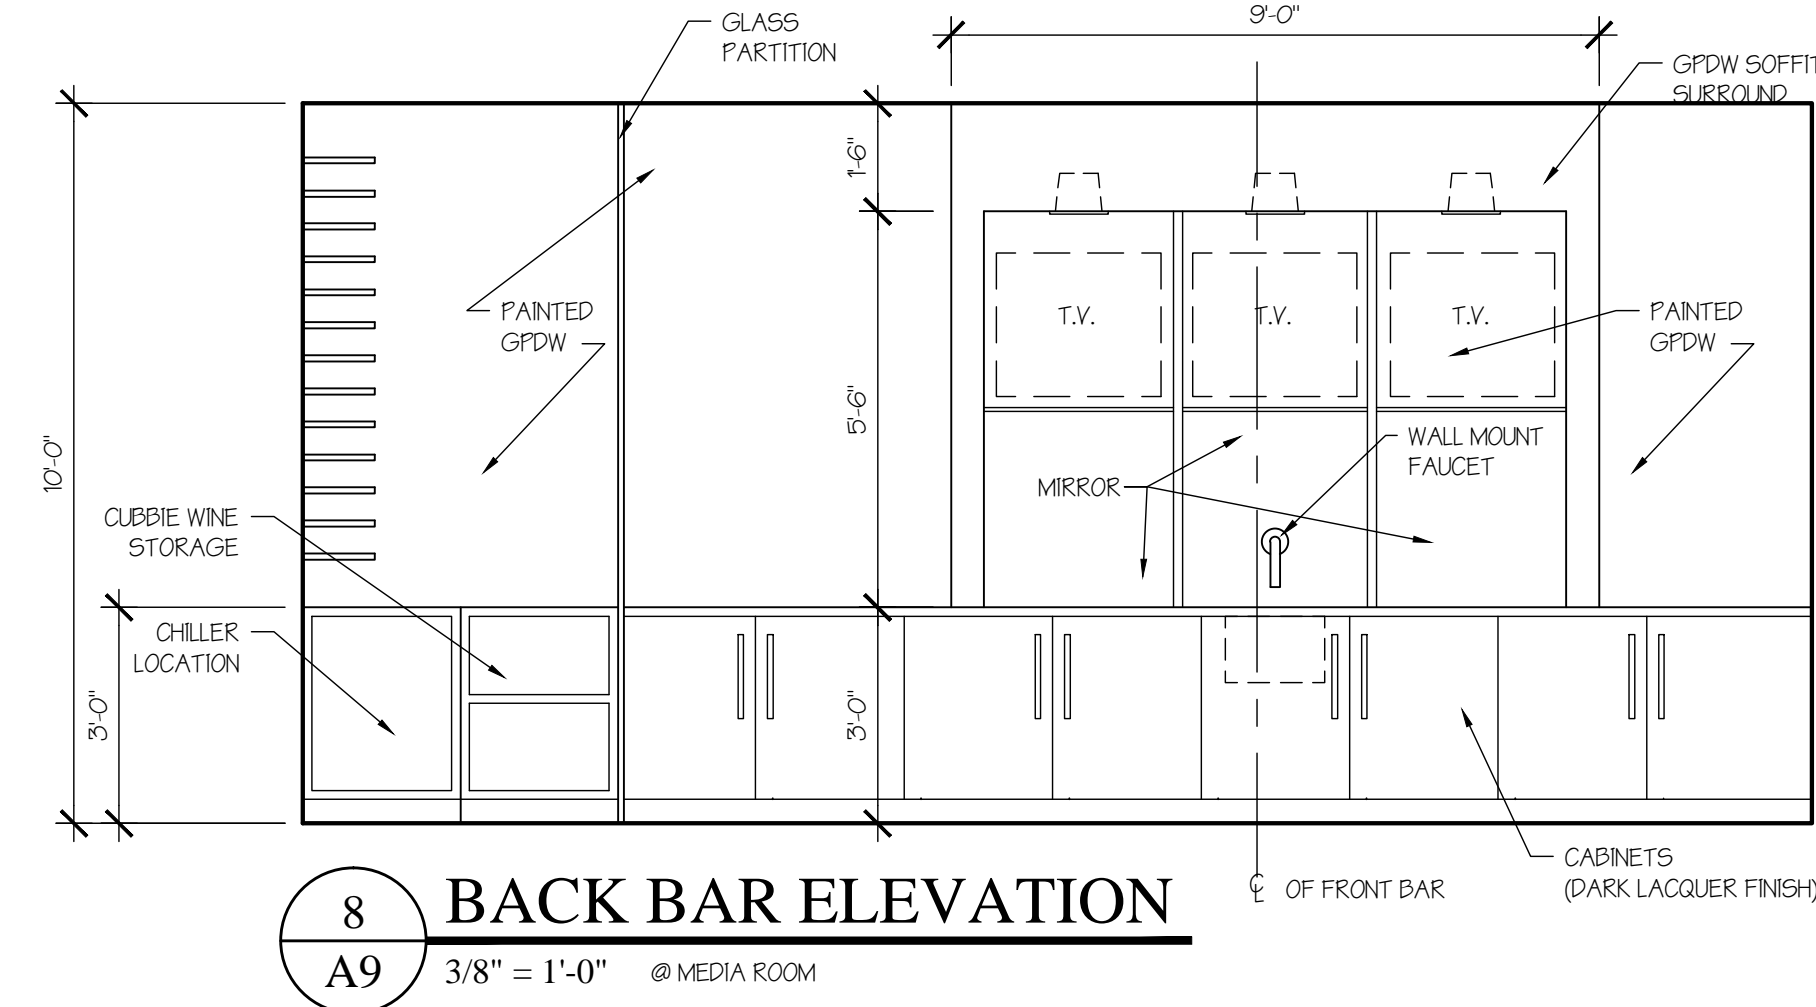 GLASS
PARTITION
9'-0"
GPDW SOFFIT
SURROUND
1'-6"
T.V.
T.V.
T.V.
PAINTED
GPDW
PAINTED
GPDW
5'-6"
10'-0"
WALL MOUNT
FAUCET
MIRROR
CUBBIE WINE
STORAGE
CHILLER
LOCATION
3'-0"
3'-0"
CABINETS
(DARK LACQUER FINISH)
℄ OF FRONT BAR
8
A9
BACK BAR ELEVATION
3/8" = 1'-0" @ MEDIA ROOM